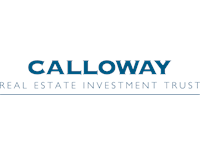 CALLOWAY
REAL ESTATE INVESTMENT TRUST